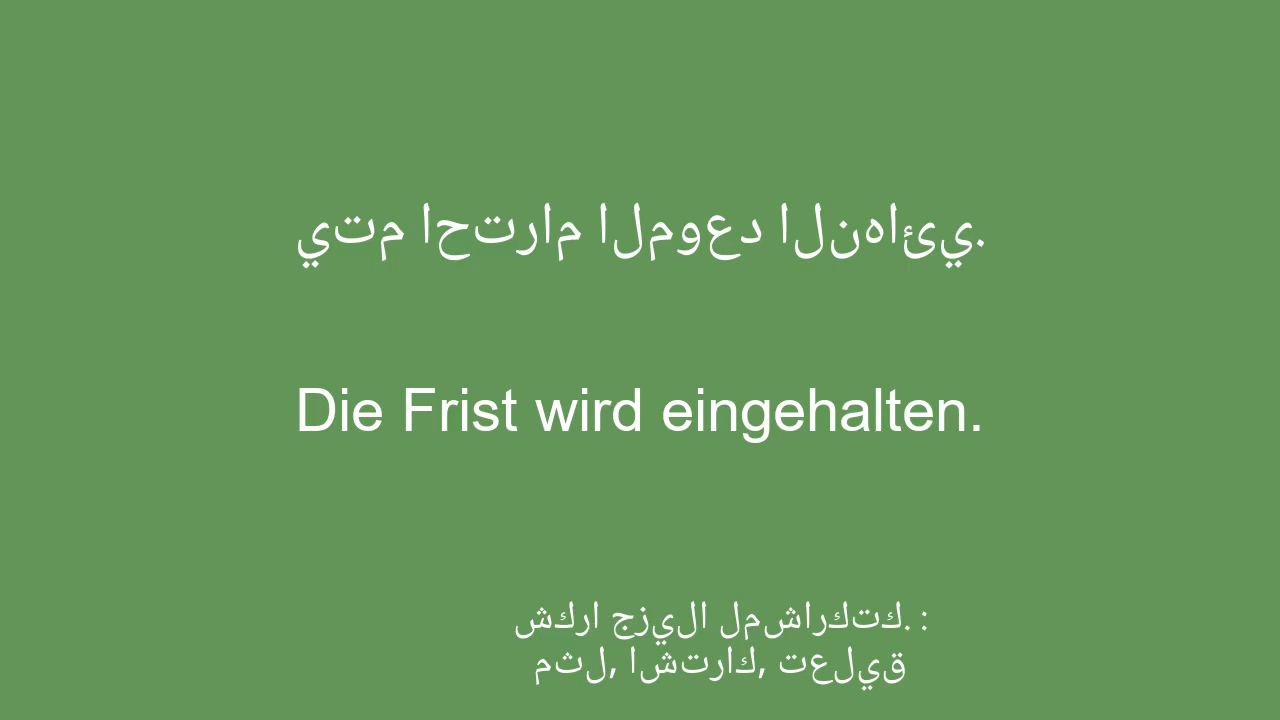 يتم احترام الموعد النهائي.
Die Frist wird eingehalten.
شكرا جزيلا لمشاركتك. :
مثل, اشتراك, تعليق